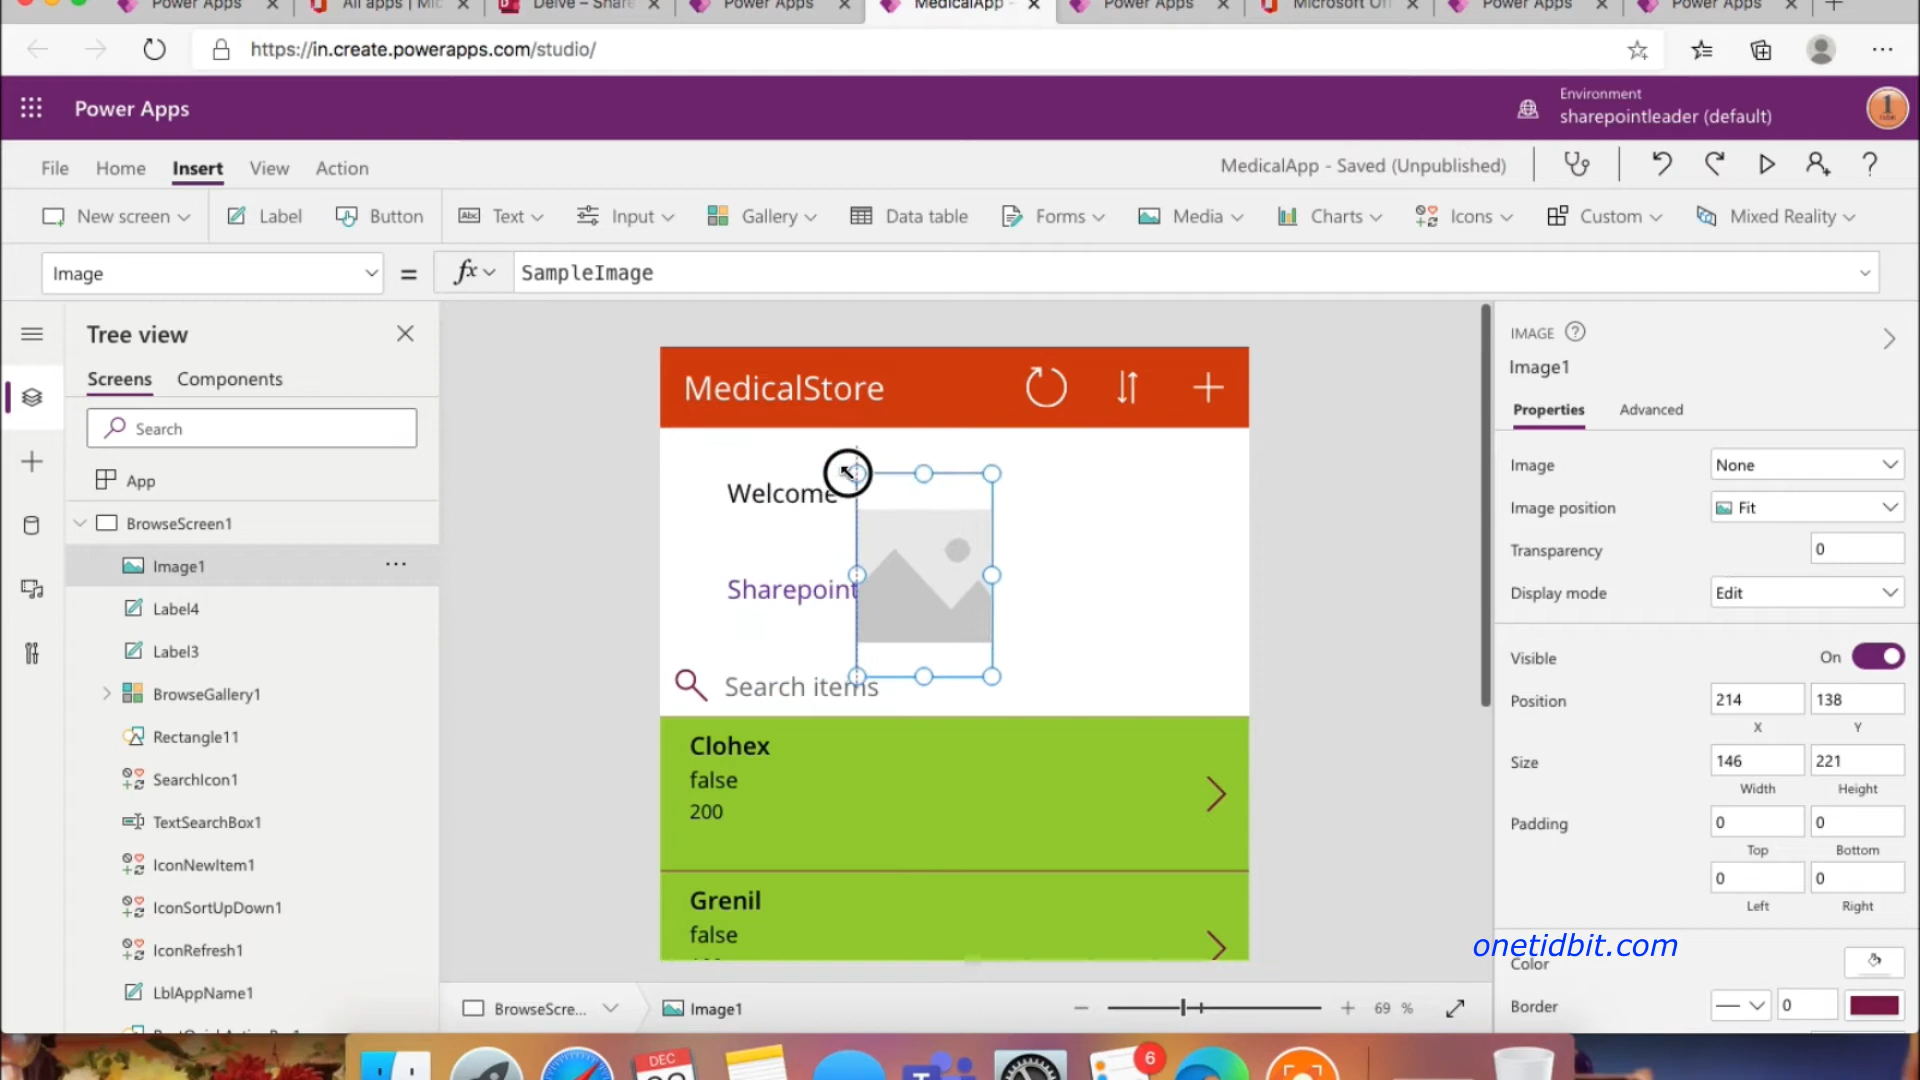 Power Apps
All apps | Mic
Delve – Share
Power Apps
MedicalApp -
Power Apps
Microsoft Of
Power Apps
Power Apps
https://in.create.powerapps.com/studio/
Power Apps
Environment
sharepointleader (default)
File Home Insert View Action
MedicalApp - Saved (Unpublished)
New screen Label Button Text Input Gallery Data table Forms Media Charts Icons Custom Mixed Reality
Image = fx SampleImage
Tree view
Screens Components
Search
App
BrowseScreen1
Image1
Label4
Label3
BrowseGallery1
Rectangle11
SearchIcon1
TextSearchBox1
IconNewItem1
IconSortUpDown1
IconRefresh1
LblAppName1
MedicalStore
Welcome
Sharepoint
Search items
Clohex
false
200
Grenil
false
BrowseScre...
Image1
69 %
IMAGE
Image1
Properties Advanced
Image None
Image position Fit
Transparency 0
Display mode Edit
Visible On
Position 214 138
X Y
Size 146 221
Width Height
Padding 0 0
Top Bottom
0 0
Left Right
onetidbit.com
Color
Border 0
DEC
6